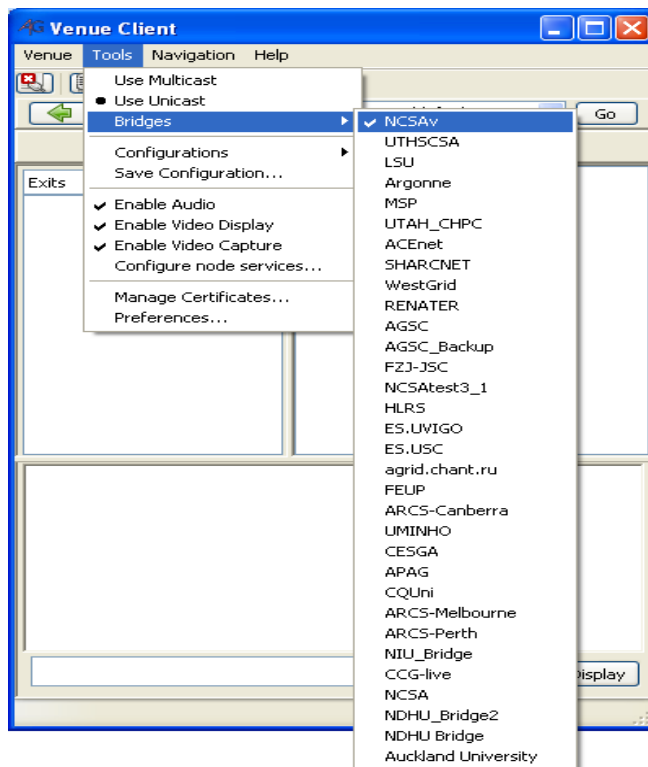 AG Venue Client
Venue Tools Navigation Help
Use Multicast
Use Unicast
Bridges
Configurations
Save Configuration...
Enable Audio
Enable Video Display
Enable Video Capture
Configure node services...
Manage Certificates...
Preferences...
Go
Exits
NCSAv
UTHSCSA
LSU
Argonne
MSP
UTAH_CHPC
ACEnet
SHARCNET
WestGrid
RENATER
AGSC
AGSC_Backup
FZJ-JSC
NCSAtest3_1
HLRS
ES.UVIGO
ES.USC
agrid.chant.ru
FEUP
ARCS-Canberra
UMINHO
CESGA
APAG
CQUni
ARCS-Melbourne
ARCS-Perth
NIU_Bridge
CCG-live
NCSA
NDHU_Bridge2
NDHU Bridge
Auckland University